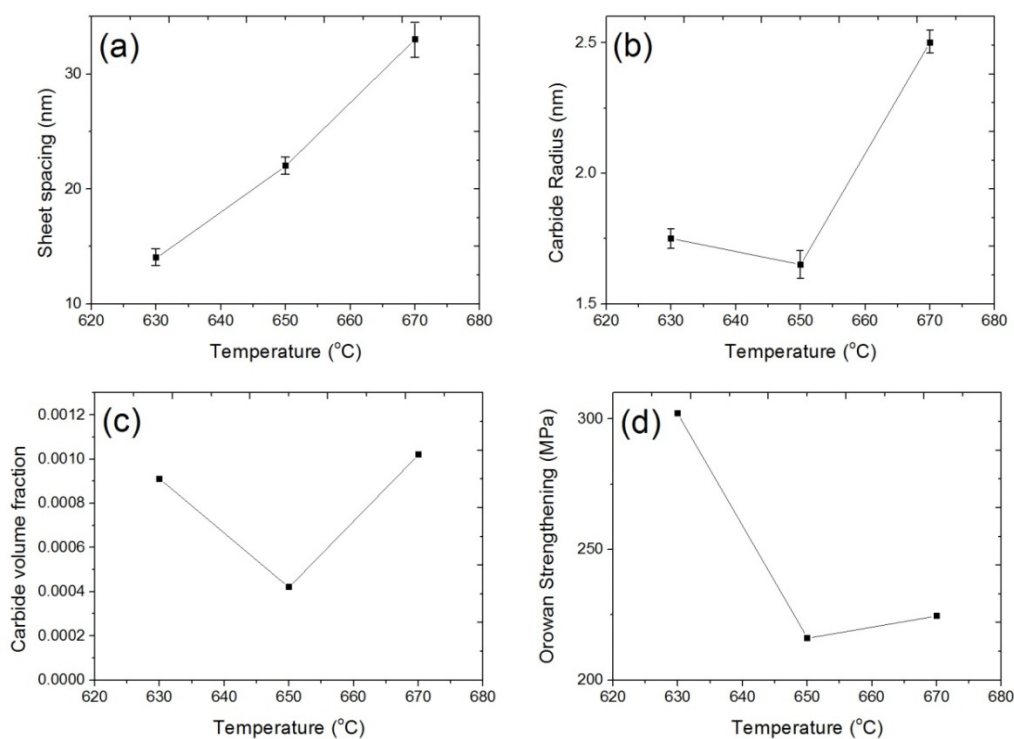 (a)
Sheet spacing (nm)
30
20
10
620 630 640 650 660 670 680
Temperature (°C)
(b)
Carbide Radius (nm)
2.5
2.0
1.5
620 630 640 650 660 670 680
Temperature (°C)
(c)
Carbide volume fraction
0.0012
0.0010
0.0008
0.0006
0.0004
0.0002
0.0000
620 630 640 650 660 670 680
Temperature (°C)
(d)
Orowan Strengthening (MPa)
300
250
200
620 630 640 650 660 670 680
Temperature (°C)